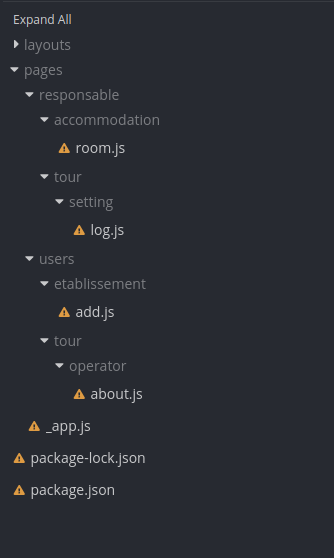 Expand All
layouts
pages
responsable
accommodation
room.js
tour
setting
log.js
users
etablissement
add.js
tour
operator
about.js
_app.js
package-lock.json
package.json